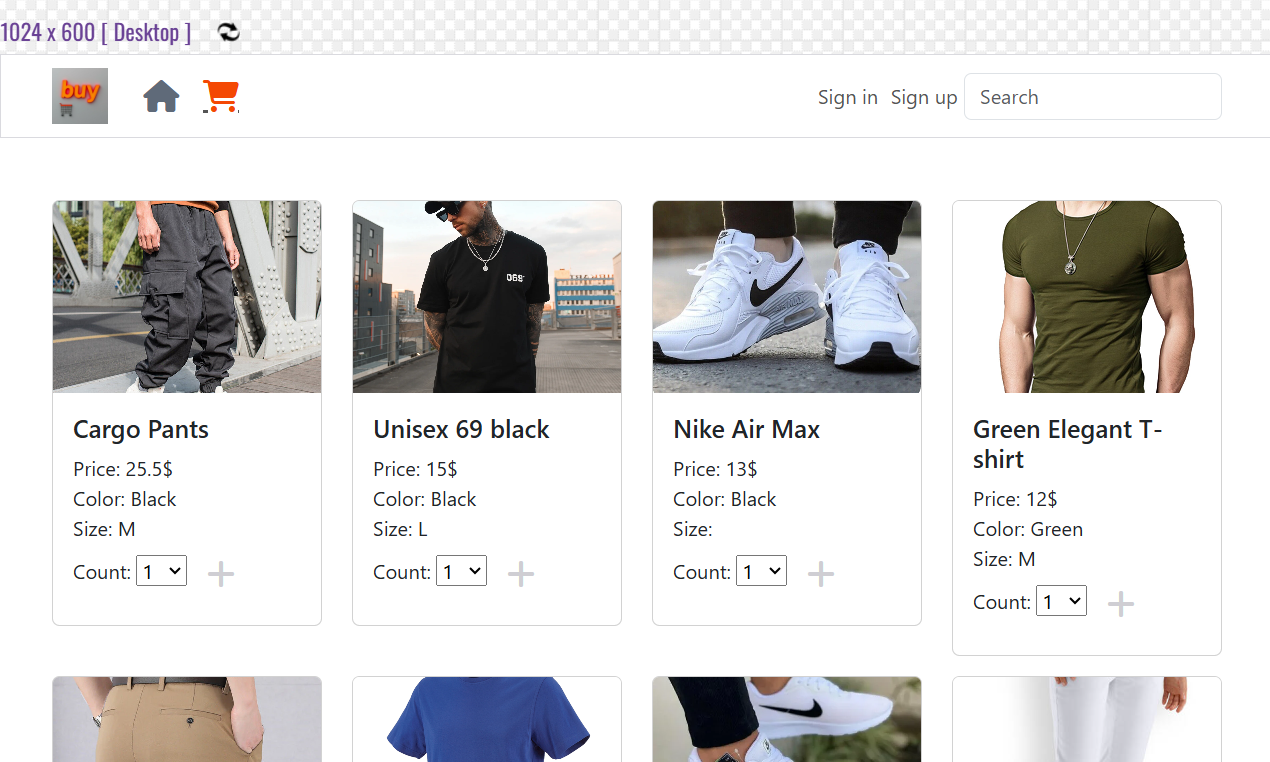 1024 x 600 [ Desktop ]
buy
Sign in Sign up Search
Cargo Pants
Price: 25.5$
Color: Black
Size: M
Count: 1
Unisex 69 black
Price: 15$
Color: Black
Size: L
Count: 1
Nike Air Max
Price: 13$
Color: Black
Size:
Count: 1
Green Elegant T-
shirt
Price: 12$
Color: Green
Size: M
Count: 1